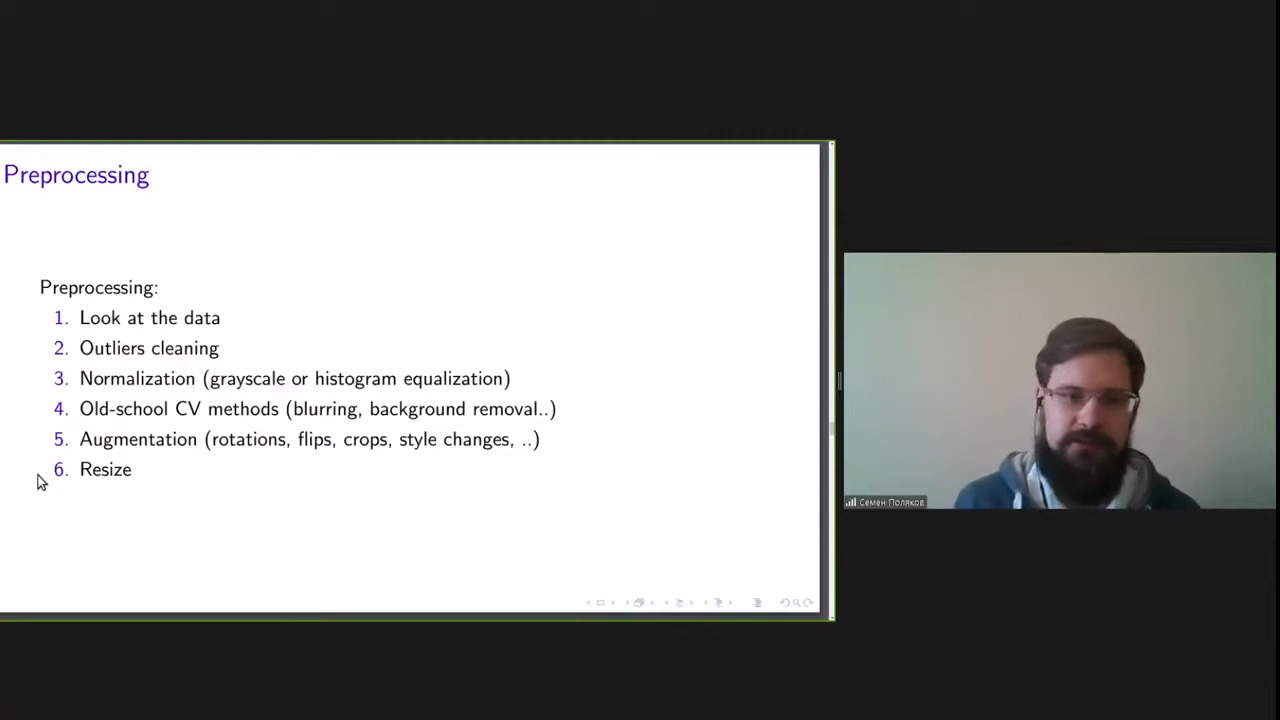 Preprocessing
Preprocessing:
1. Look at the data
2. Outliers cleaning
3. Normalization (grayscale or histogram equalization)
4. Old-school CV methods (blurring, background removal..)
5. Augmentation (rotations, flips, crops, style changes, ..)
6. Resize
Семен Поляков